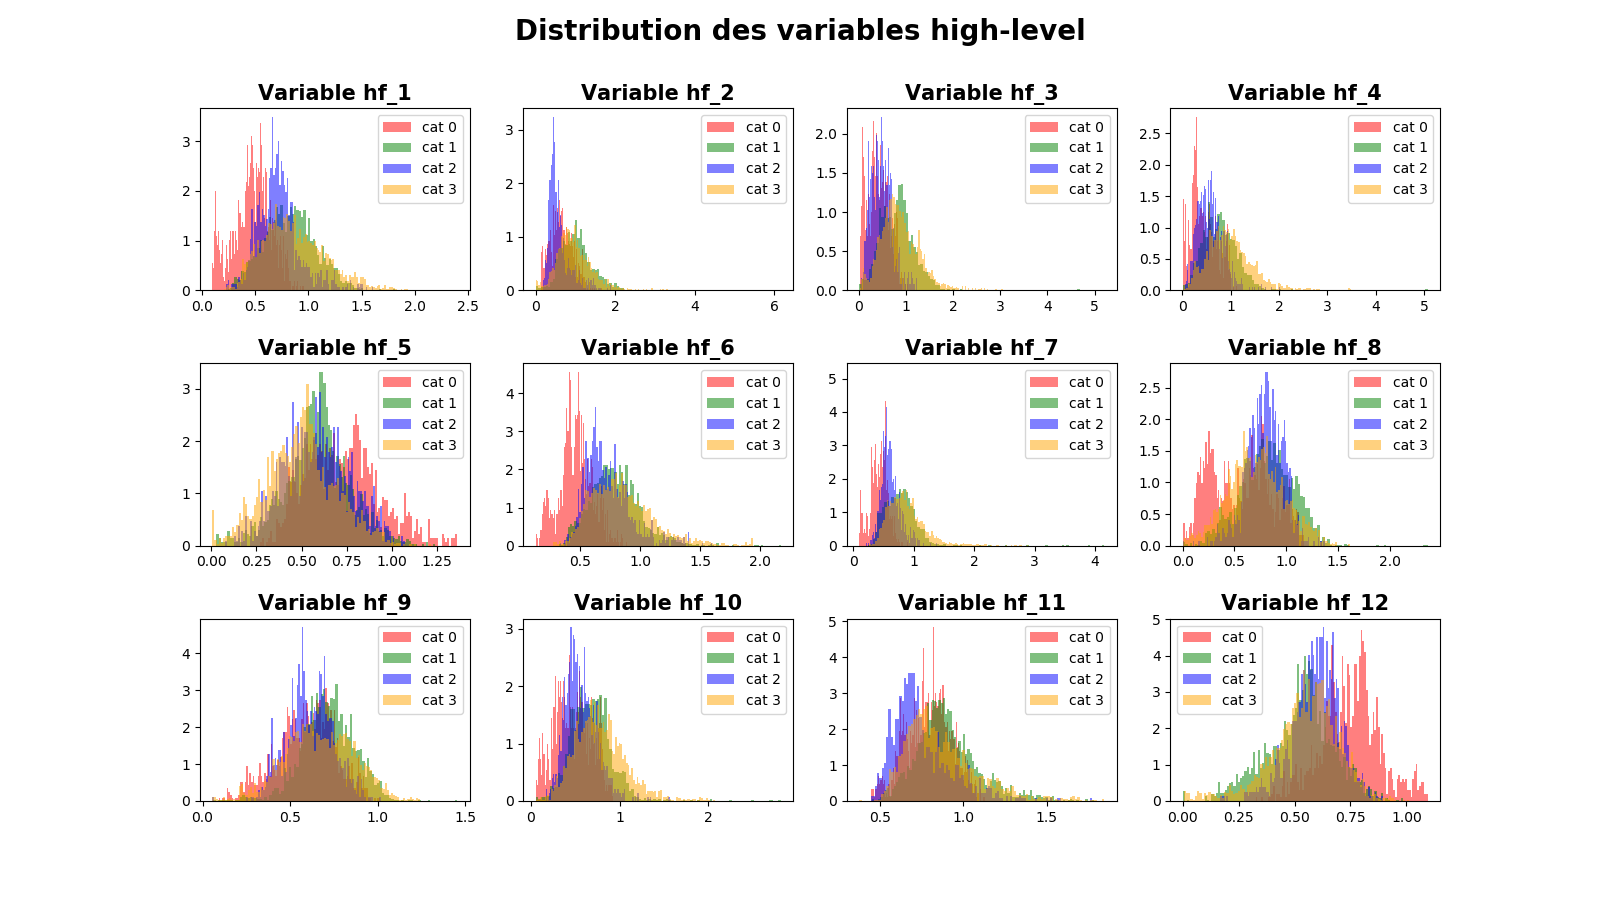 Distribution des variables high-level
Variable hf_1
3
2
1
0
0.0 0.5 1.0 1.5 2.0 2.5
cat 0
cat 1
cat 2
cat 3
Variable hf_2
3
2
1
0
0 2 4 6
cat 0
cat 1
cat 2
cat 3
Variable hf_3
2.0
1.5
1.0
0.5
0.0
0 1 2 3 4 5
cat 0
cat 1
cat 2
cat 3
Variable hf_4
2.5
2.0
1.5
1.0
0.5
0.0
0 1 2 3 4 5
cat 0
cat 1
cat 2
cat 3
Variable hf_5
3
2
1
0
0.00 0.25 0.50 0.75 1.00 1.25
cat 0
cat 1
cat 2
cat 3
Variable hf_6
4
3
2
1
0
0.5 1.0 1.5 2.0
cat 0
cat 1
cat 2
cat 3
Variable hf_7
5
4
3
2
1
0
0 1 2 3 4
cat 0
cat 1
cat 2
cat 3
Variable hf_8
2.5
2.0
1.5
1.0
0.5
0.0
0.0 0.5 1.0 1.5 2.0
cat 0
cat 1
cat 2
cat 3
Variable hf_9
4
3
2
1
0
0.0 0.5 1.0 1.5
cat 0
cat 1
cat 2
cat 3
Variable hf_10
3
2
1
0
0 1 2
cat 0
cat 1
cat 2
cat 3
Variable hf_11
5
4
3
2
1
0
0.5 1.0 1.5
cat 0
cat 1
cat 2
cat 3
Variable hf_12
5
4
3
2
1
0
0.00 0.25 0.50 0.75 1.00
cat 0
cat 1
cat 2
cat 3